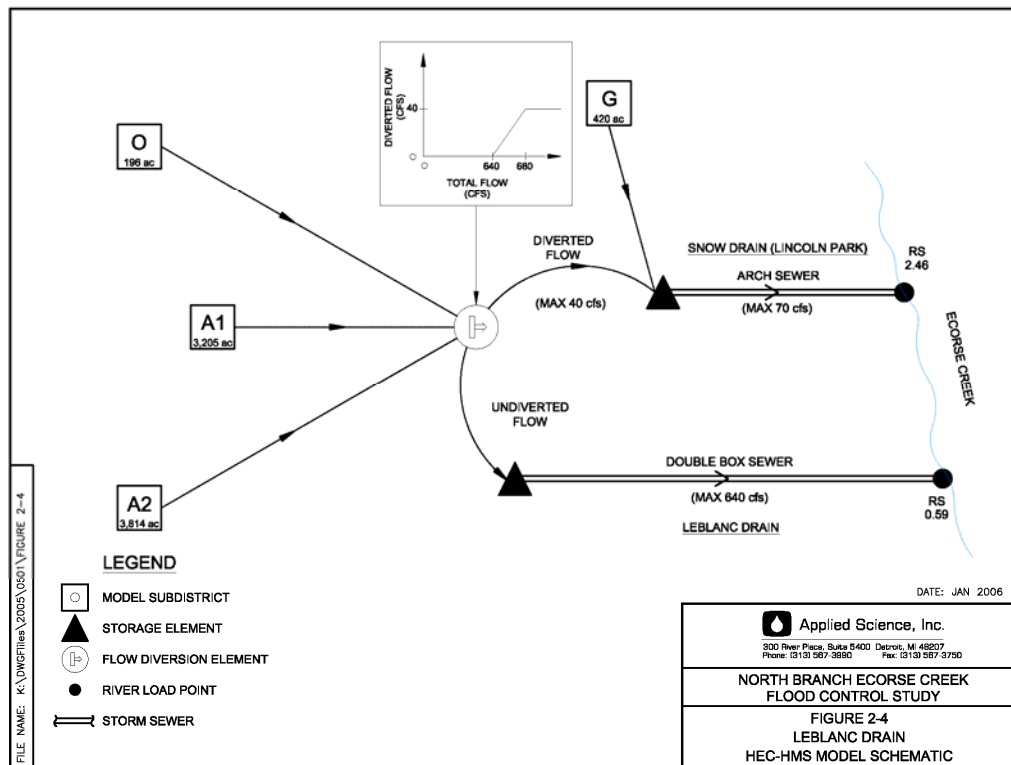 DIVERTED FLOW
(CFS)
40
O
O
640
680
TOTAL FLOW
(CFS)
O
196 ac
G
420 ac
A1
3,205 ac
A2
3,814 ac
DIVERTED
FLOW
(MAX 40 cfs)
SNOW DRAIN (LINCOLN PARK)
ARCH SEWER
(MAX 70 cfs)
RS
2.46
ECORSE CREEK
UNDIVERTED
FLOW
DOUBLE BOX SEWER
(MAX 640 cfs)
LEBLANC DRAIN
RS
0.59
LEGEND
O
MODEL SUBDISTRICT
STORAGE ELEMENT
FLOW DIVERSION ELEMENT
RIVER LOAD POINT
STORM SEWER
FILE NAME: K:\DWGFIles\2005\0501\FIGURE 2-4
DATE: JAN 2006
Applied Science, Inc.
300 River Place, Suite 5400 Detroit, MI 48207
Phone: (313) 567-3990 Fax: (313) 567-3750
NORTH BRANCH ECORSE CREEK
FLOOD CONTROL STUDY
FIGURE 2-4
LEBLANC DRAIN
HEC-HMS MODEL SCHEMATIC